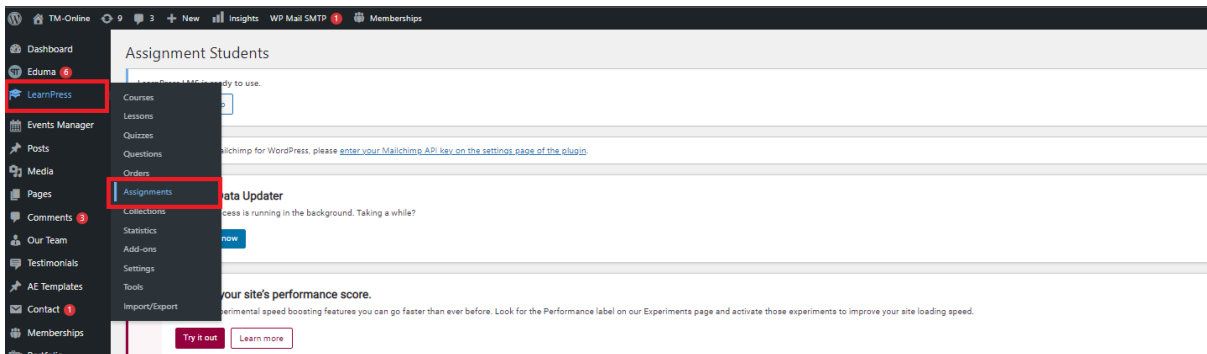 TM-Online 9 3 + New Insights WP Mail SMTP 1 Memberships
Dashboard
Eduma 6
LearnPress
Events Manager
Posts
Media
Pages
Comments 3
Our Team
Testimonials
AE Templates
Contact 1
Memberships
Courses
Lessons
Quizzes
Questions
Orders
Assignments
Collections
Statistics
Add-ons
Settings
Tools
Import/Export
Assignment Students
LearnPress LMS is ready to use.
ailchimp for WordPress, please enter your Mailchimp API key on the settings page of the plugin.
ata Updater
cess is running in the background. Taking a while?
now
your site's performance score.
erimental speed boosting features you can go faster than ever before. Look for the Performance label on our Experiments page and activate those experiments to improve your site loading speed.
Try it out Learn more